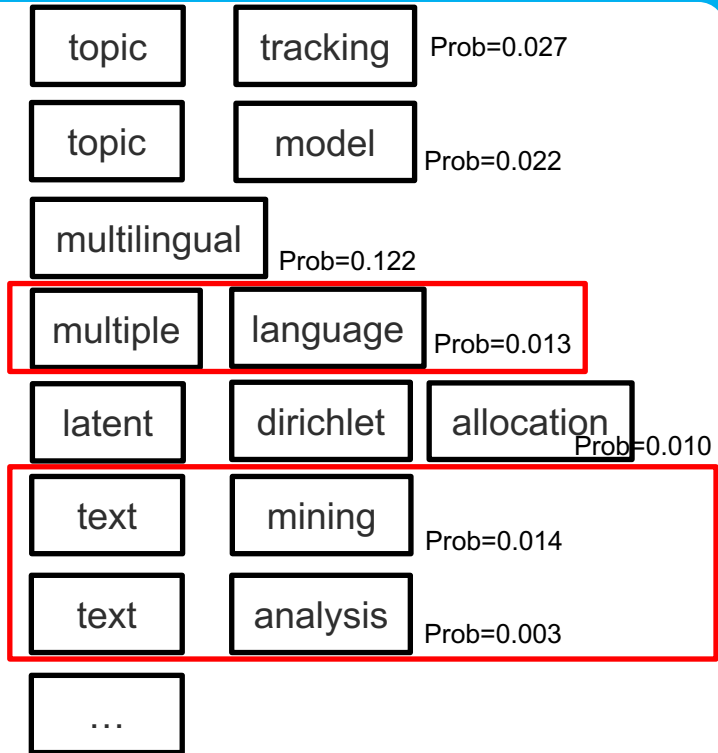 topic tracking Prob=0.027
topic model Prob=0.022
multilingual Prob=0.122
multiple language Prob=0.013
latent dirichlet allocation Prob=0.010
text mining Prob=0.014
text analysis Prob=0.003
…